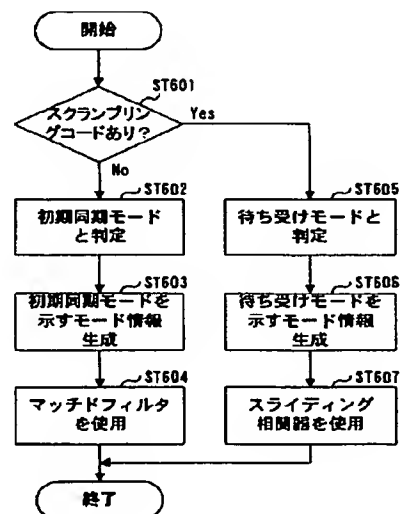 開始
ST601
スクランブリン
グコードあり?
Yes
No
ST602
初期同期モード
と判定
ST605
待ち受けモードと
判定
ST603
初期同期モードを
示すモード情報
生成
ST606
待ち受けモードを
示すモード情報
生成
ST604
マッチドフィルタ
を使用
ST607
スライディング
相関器を使用
終了